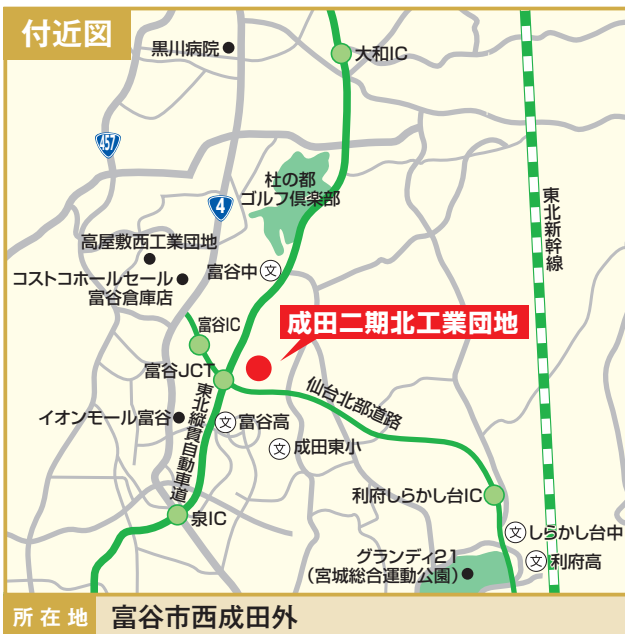 付近図
黒川病院
大和IC
457
杜の都
ゴルフ倶楽部
4
東北新幹線
高屋敷西工業団地
コストコホールセール
富谷倉庫店
富谷中
文
富谷IC
成田二期北工業団地
富谷JCT
仙台北部道路
イオンモール富谷
東北縦貫自動車道
文
富谷高
文
成田東小
利府しらかし台IC
泉IC
文
しらかし台中
グランディ21
(宮城総合運動公園)
文
利府高
所在地
富谷市西成田外